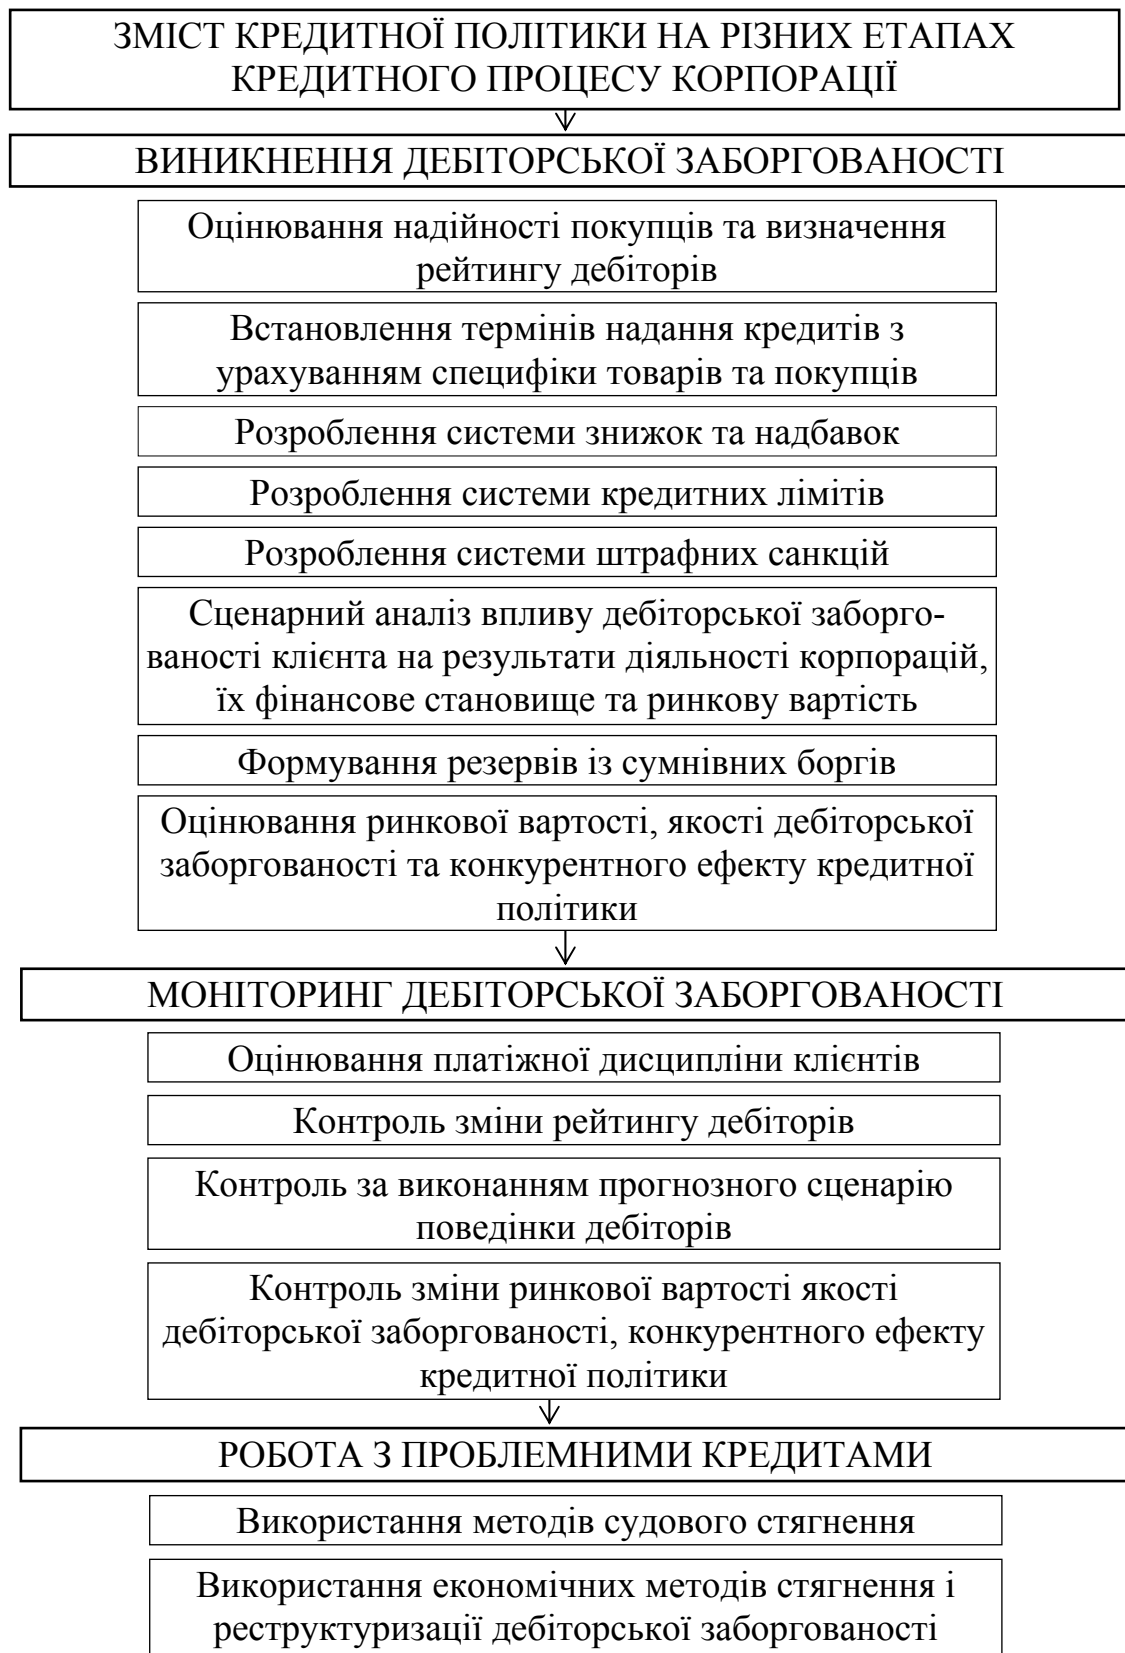 ЗМІСТ КРЕДИТНОЇ ПОЛІТИКИ НА РІЗНИХ ЕТАПАХ
КРЕДИТНОГО ПРОЦЕСУ КОРПОРАЦІЇ
ВИНИКНЕННЯ ДЕБІТОРСЬКОЇ ЗАБОРГОВАНОСТІ
Оцінювання надійності покупців та визначення
рейтингу дебіторів
Встановлення термінів надання кредитів з
урахуванням специфіки товарів та покупців
Розроблення системи знижок та надбавок
Розроблення системи кредитних лімітів
Розроблення системи штрафних санкцій
Сценарний аналіз впливу дебіторської заборго-
ваності клієнта на результати діяльності корпорацій,
їх фінансове становище та ринкову вартість
Формування резервів із сумнівних боргів
Оцінювання ринкової вартості, якості дебіторської
заборгованості та конкурентного ефекту кредитної
політики
МОНІТОРИНГ ДЕБІТОРСЬКОЇ ЗАБОРГОВАНОСТІ
Оцінювання платіжної дисципліни клієнтів
Контроль зміни рейтингу дебіторів
Контроль за виконанням прогнозного сценарію
поведінки дебіторів
Контроль зміни ринкової вартості якості
дебіторської заборгованості, конкурентного ефекту
кредитної політики
РОБОТА З ПРОБЛЕМНИМИ КРЕДИТАМИ
Використання методів судового стягнення
Використання економічних методів стягнення і
реструктуризації дебіторської заборгованості